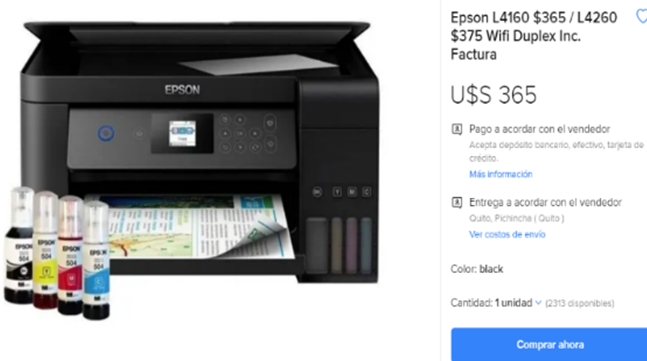 EPSON
EPSON
504
EPSON
504
EPSON
504
EPSON
504
Epson L4160 $365 / L4260
$375 Wifi Duplex Inc.
Factura
U$S 365
Pago a acordar con el vendedor
Acepta depósito bancario, efectivo, tarjeta de
crédito.
Más información
Entrega a acordar con el vendedor
Quito, Pichincha ( Quito )
Ver costos de envío
Color: black
Cantidad: 1 unidad (2313 disponibles)
Comprar ahora